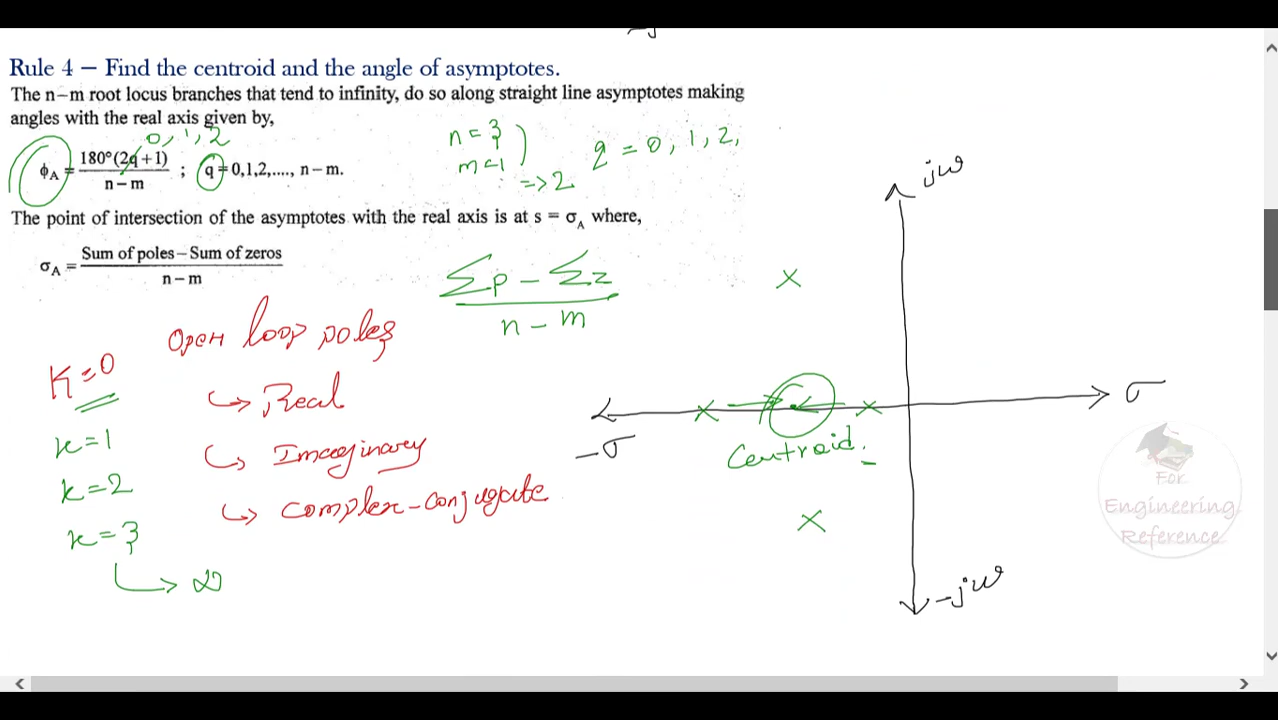 Rule 4 – Find the centroid and the angle of asymptotes.
The n–m root locus branches that tend to infinity, do so along straight line asymptotes making
angles with the real axis given by,
0, 1, 2
ϕA = 180°(2q+1) / n–m ; q=0,1,2,...., n–m.
n = 3
m = 1
=> 2
q = 0, 1, 2,
The point of intersection of the asymptotes with the real axis is at s = σA where,
σA = Sum of poles–Sum of zeros / n–m
Σp – Σz
n – m
K=0
Open loop poles
↳ Real
k=1
↳ Imaginary
k=2
↳ Complex-conjugate
k=3
↳ ∞
jω
σ
-σ
Centroid.
-jω
For
Engineering
Reference